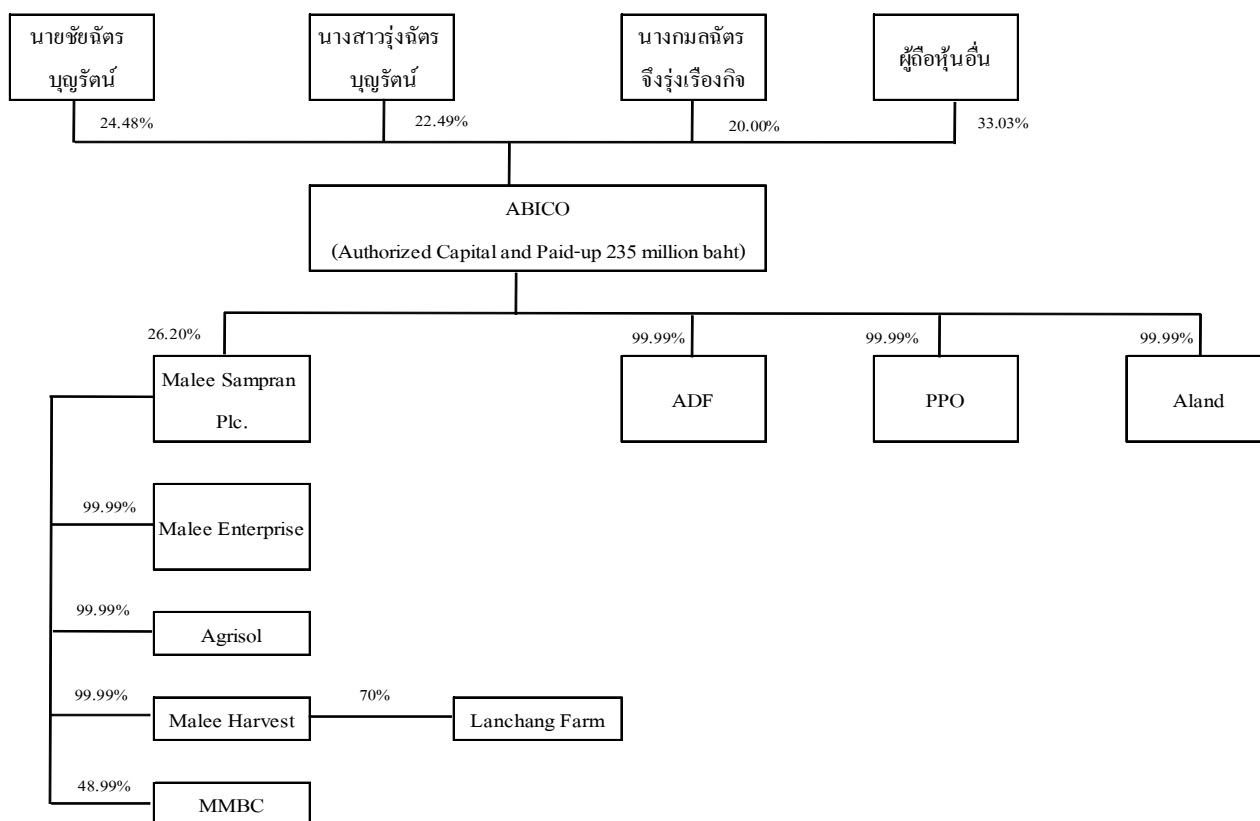 นายชัยฉัตร
บุญรัตน์
นางสาวรุ่งฉัตร
บุญรัตน์
นางกมลฉัตร
จึงรุ่งเรืองกิจ
ผู้ถือหุ้นอื่น
24.48%
22.49%
20.00%
33.03%
ABICO
(Authorized Capital and Paid-up 235 million baht)
26.20%
99.99%
99.99%
99.99%
Malee Sampran
Plc.
ADF
PPO
Aland
99.99%
Malee Enterprise
99.99%
Agrisol
99.99%
Malee Harvest
70%
Lanchang Farm
48.99%
MMBC